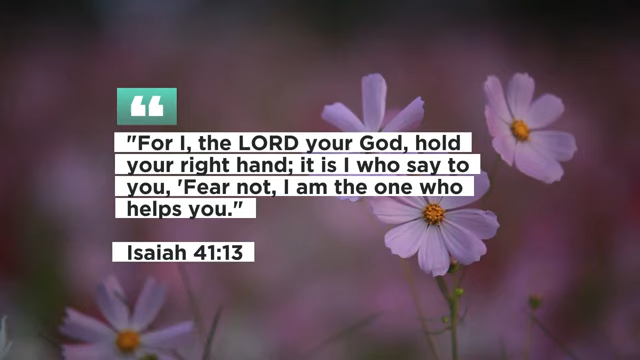 "For I, the LORD your God, hold
your right hand; it is I who say to
you, 'Fear not, I am the one who
helps you."
Isaiah 41:13